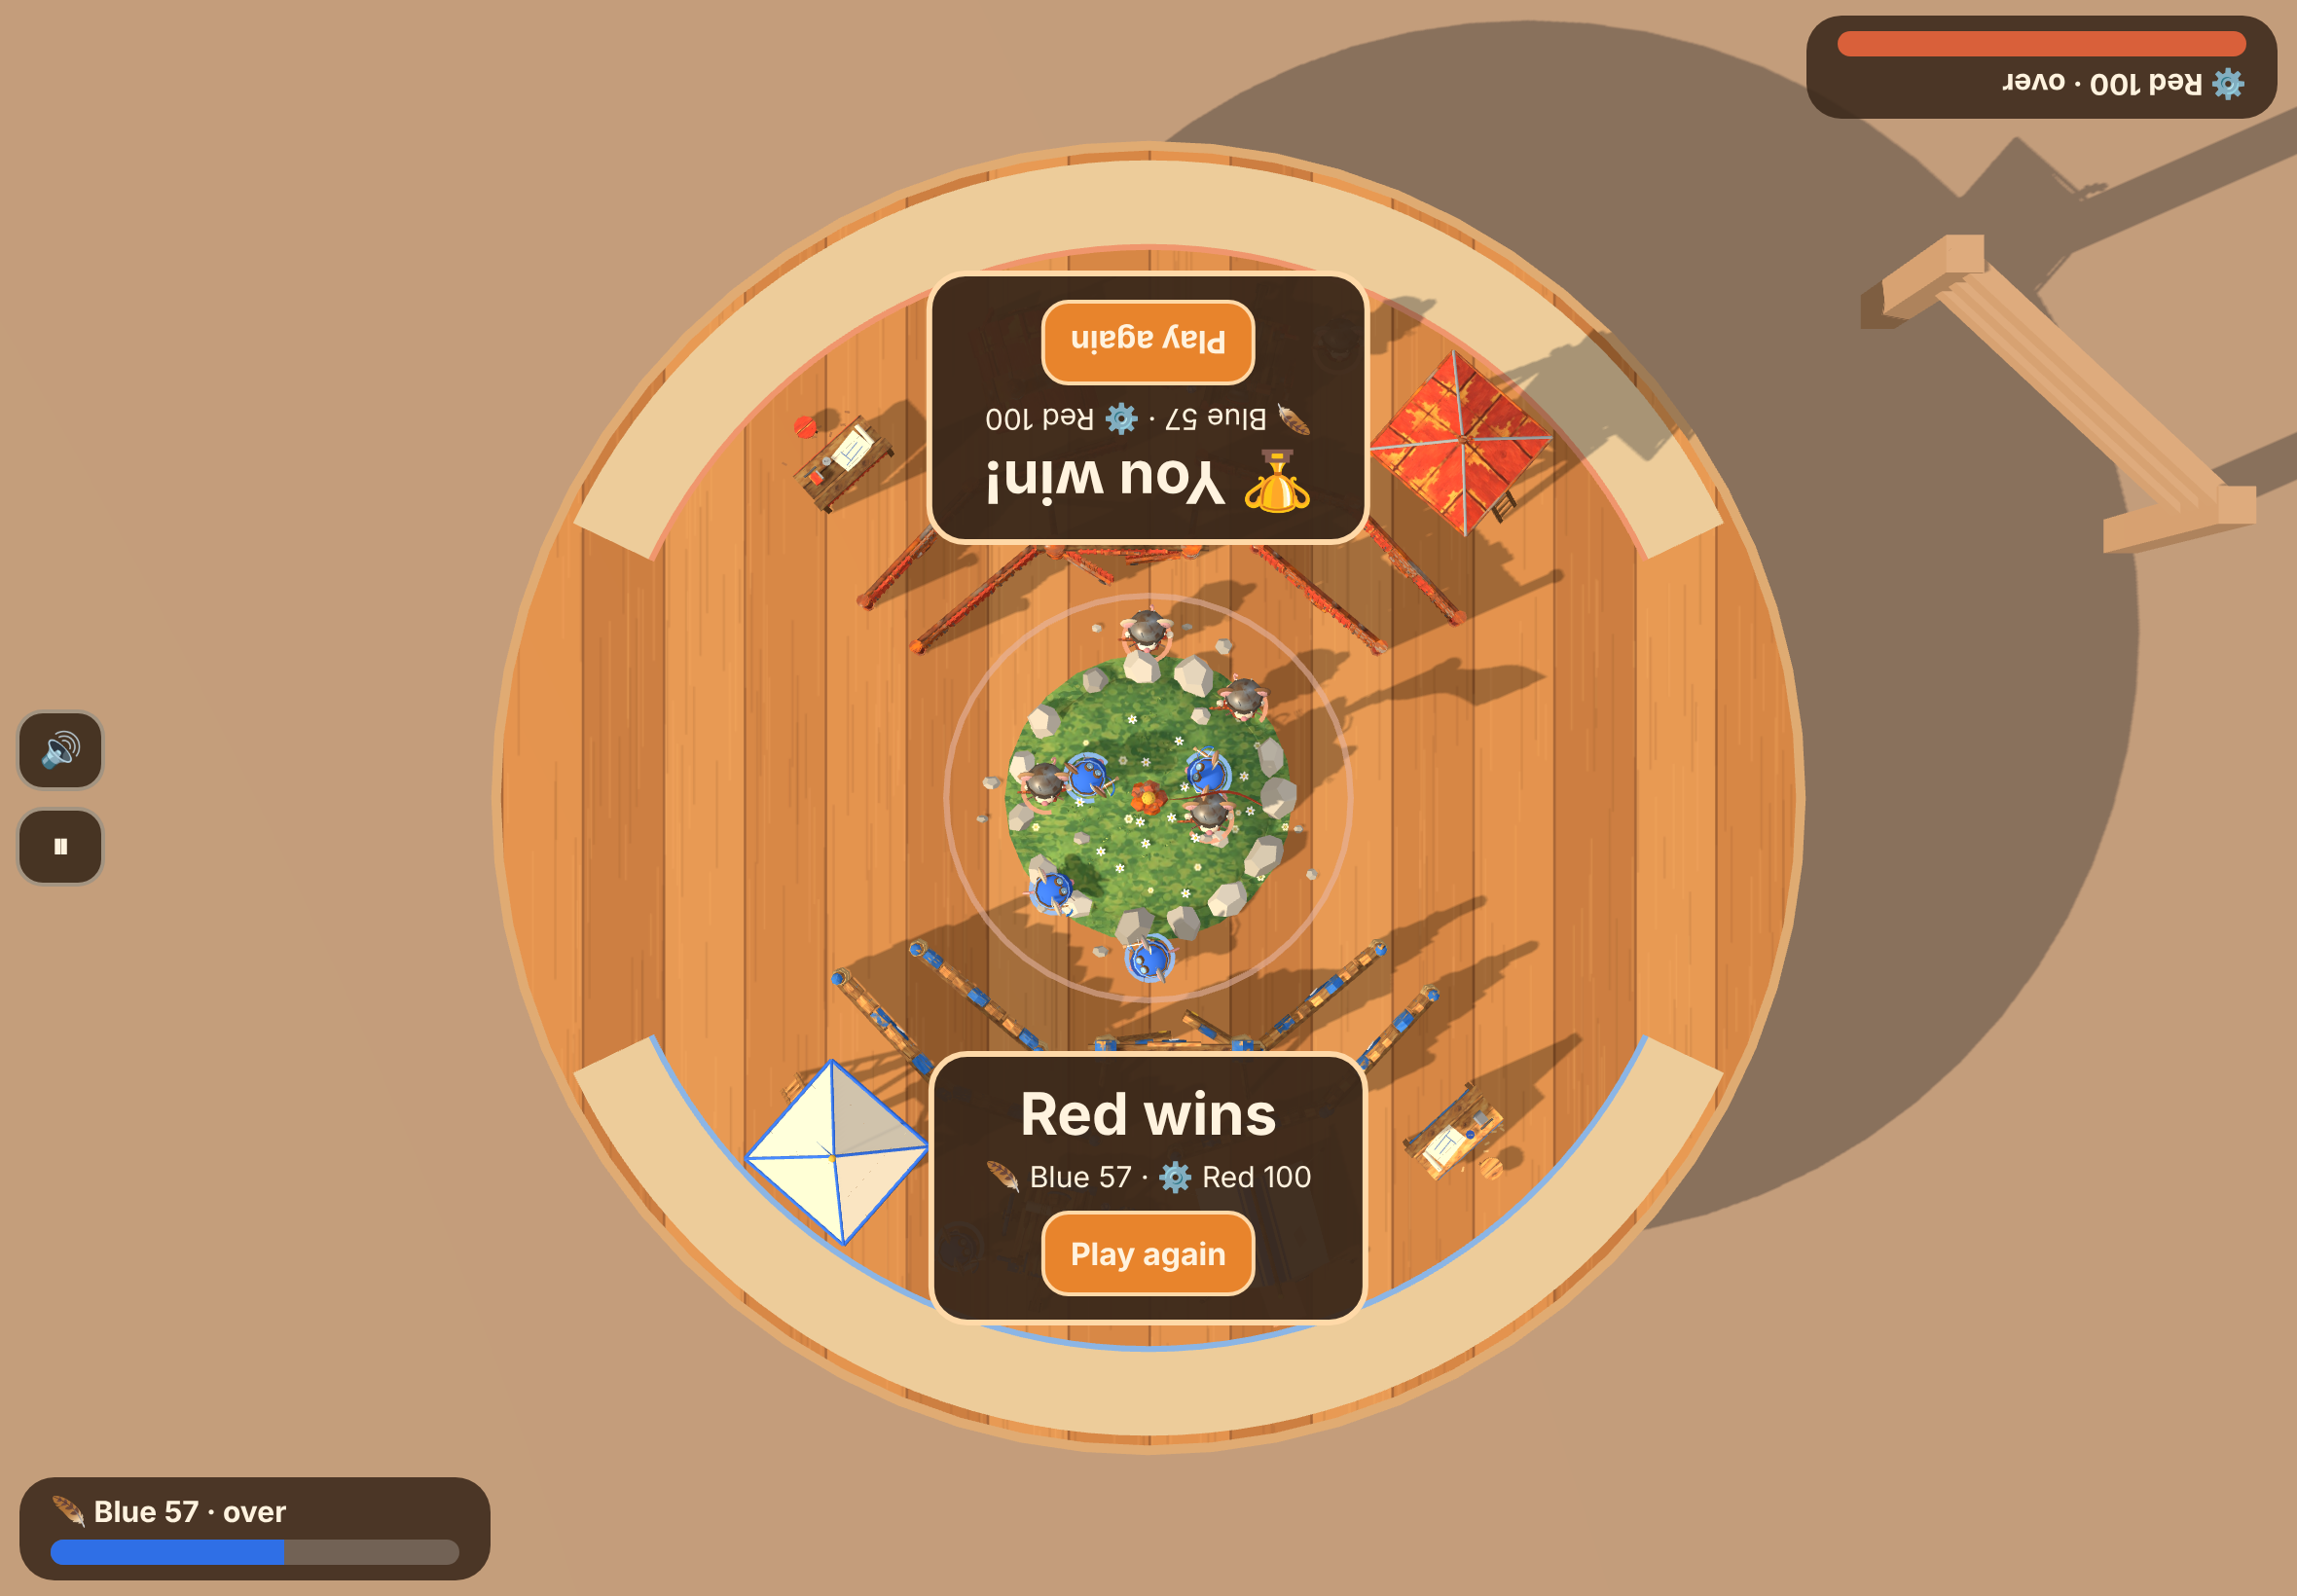 Red 100 · over
You win!
Blue 57 · Red 100
Play again
Red wins
Blue 57 · Red 100
Play again
Blue 57 · over